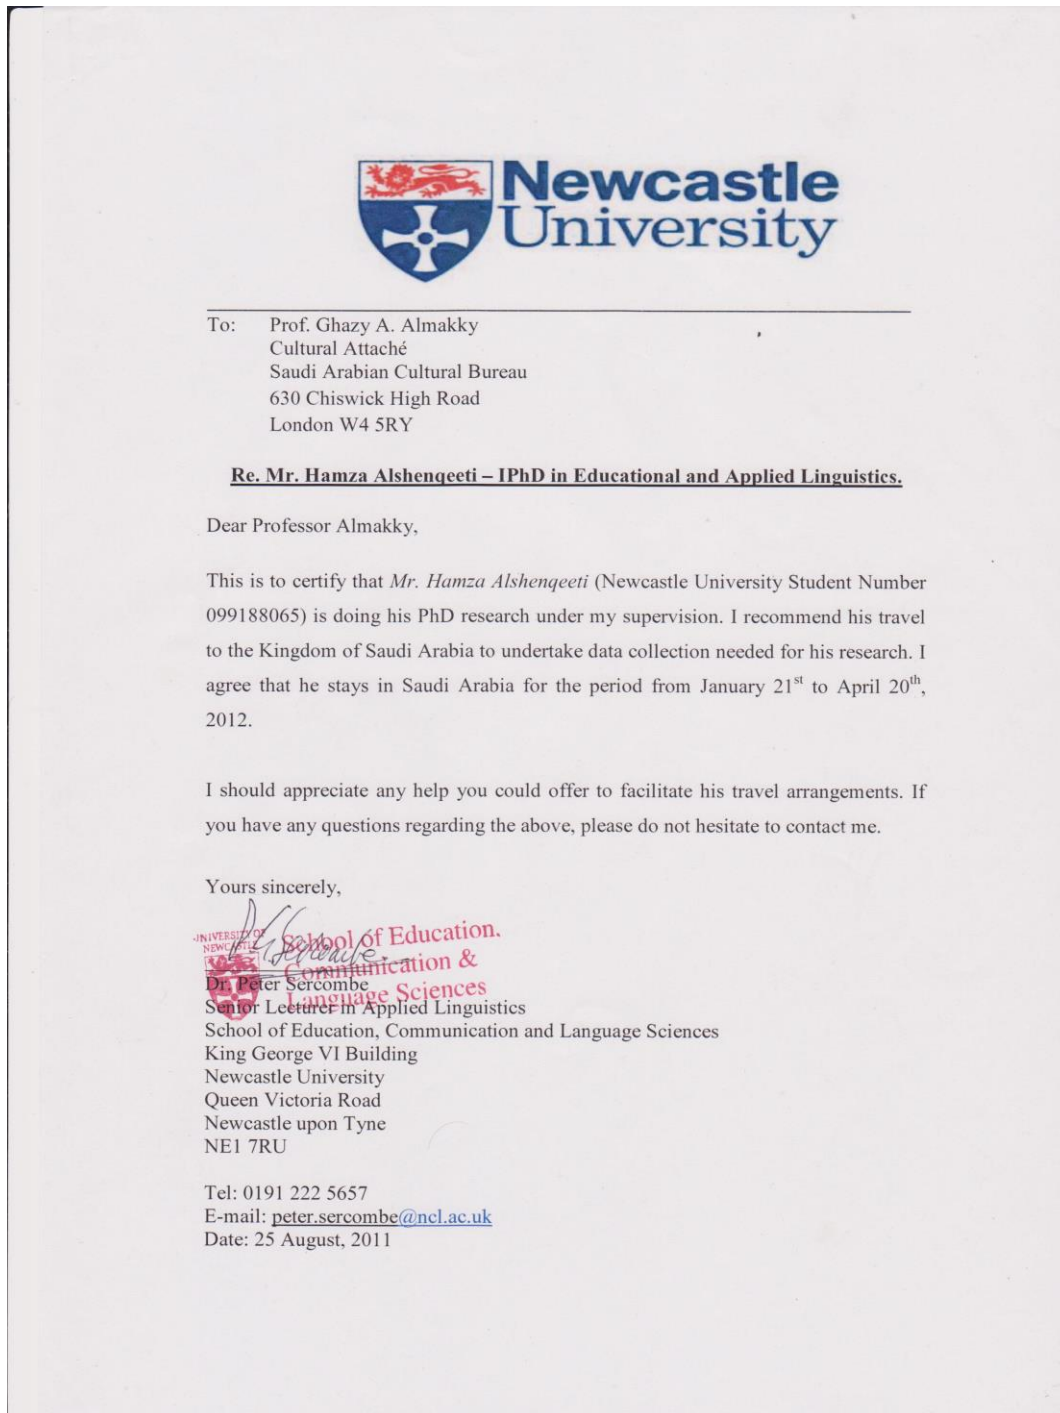 Newcastle
University
To: Prof. Ghazy A. Almakky
Cultural Attaché
Saudi Arabian Cultural Bureau
630 Chiswick High Road
London W4 5RY
Re. Mr. Hamza Alshenqeeti – IPhD in Educational and Applied Linguistics.
Dear Professor Almakky,
This is to certify that Mr. Hamza Alshenqeeti (Newcastle University Student Number
099188065) is doing his PhD research under my supervision. I recommend his travel
to the Kingdom of Saudi Arabia to undertake data collection needed for his research. I
agree that he stays in Saudi Arabia for the period from January 21st to April 20th,
2012.
I should appreciate any help you could offer to facilitate his travel arrangements. If
you have any questions regarding the above, please do not hesitate to contact me.
Yours sincerely,
UNIVERSITY OF
NEWCASTLE
School of Education,
Communication &
Language Sciences
Dr. Peter Sercombe
Senior Lecturer in Applied Linguistics
School of Education, Communication and Language Sciences
King George VI Building
Newcastle University
Queen Victoria Road
Newcastle upon Tyne
NE1 7RU
Tel: 0191 222 5657
E-mail: peter.sercombe@ncl.ac.uk
Date: 25 August, 2011